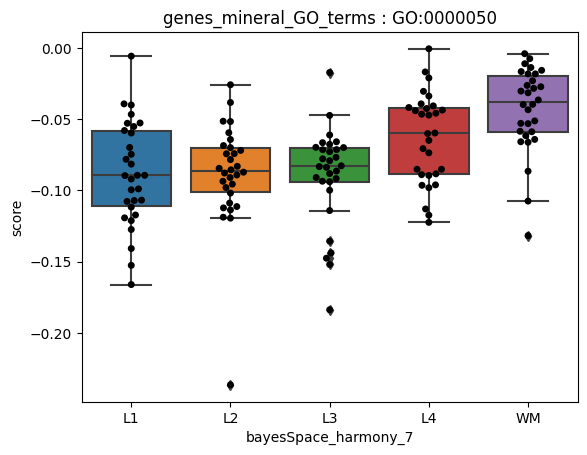 genes_mineral_GO_terms : GO:0000050
0.00
−0.05
−0.10
−0.15
−0.20
score
L1 L2 L3 L4 WM
bayesSpace_harmony_7